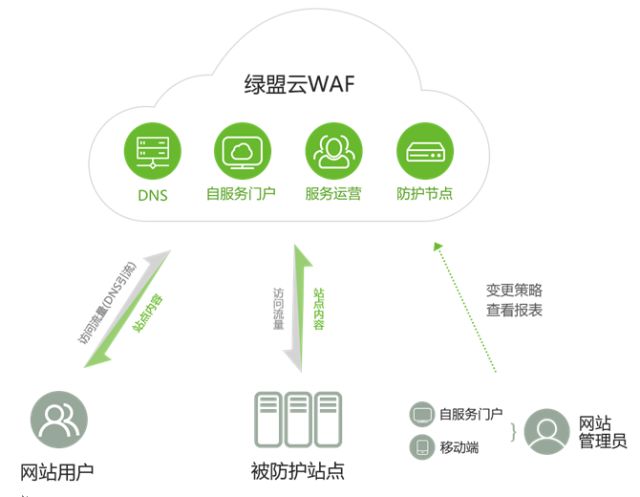 绿盟云WAF
DNS
自服务门户
服务运营
防护节点
访问流量(DNS引流)
站点内容
访问流量
站点内容
变更策略
查看报表
自服务门户
移动端
网站
管理员
网站用户
被防护站点